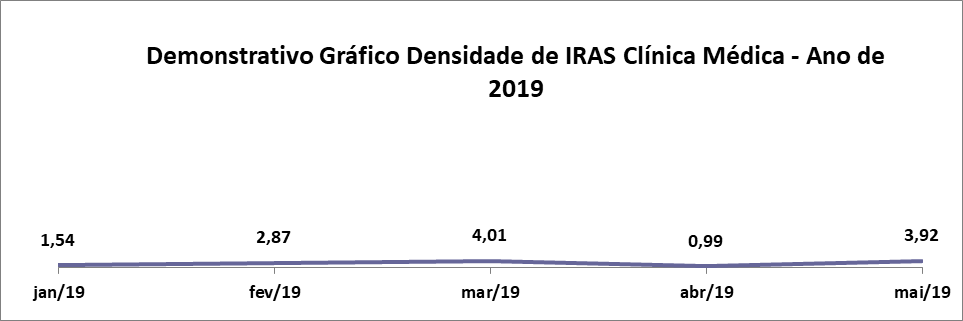 Demonstrativo Gráfico Densidade de IRAS Clínica Médica - Ano de
2019
1,54 2,87 4,01 0,99 3,92
jan/19 fev/19 mar/19 abr/19 mai/19